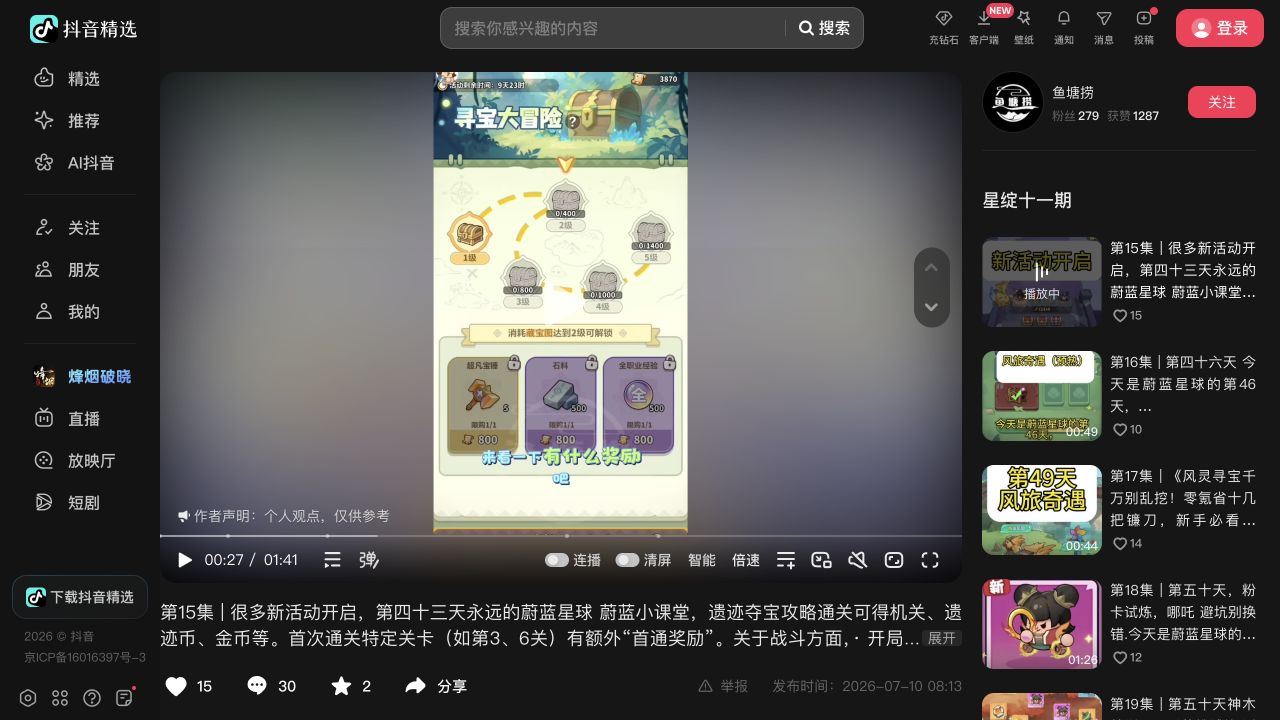 抖音精选
搜索你感兴趣的内容
搜索
充钻石
NEW
客户端
壁纸
通知
消息
投稿
登录
精选
推荐
AI抖音
关注
朋友
我的
烽烟破晓
直播
放映厅
短剧
下载抖音精选
2026 © 抖音
京ICP备16016397号-3
活动剩余时间：9天23时
3870
寻宝大冒险
?
0/400
2级
1级
0/1400
5级
0/800
3级
0/1000
4级
消耗藏宝图达到2级可解锁
超凡宝锤
石料
全职业经验
全
5
500
500
限购1/1
限购1/1
限购1/1
800
800
800
来看一下有什么奖励
吧
作者声明：个人观点，仅供参考
00:27 / 01:41
弹
连播
清屏
智能
倍速
第15集 | 很多新活动开启，第四十三天永远的蔚蓝星球 蔚蓝小课堂，遗迹夺宝攻略通关可得机关、遗
迹币、金币等。首次通关特定关卡（如第3、6关）有额外“首通奖励”。关于战斗方面，· 开局...
展开
15
30
2
分享
举报
发布时间：2026-07-10 08:13
鱼塘捞
鱼塘捞
粉丝 279 获赞 1287
关注
星绽十一期
新活动开启
播放中
第15集 | 很多新活动开
启，第四十三天永远的
蔚蓝星球 蔚蓝小课堂...
15
风旅奇遇（预热）
今天是蔚蓝星球的第
46天，
00:49
第16集 | 第四十六天 今
天是蔚蓝星球的第46
天，...
10
第49天
风旅奇遇
00:44
第17集 | 《风灵寻宝千
万别乱挖！零氪省十几
把镰刀，新手必看...
14
新
01:26
第18集 | 第五十天，粉
卡试炼，哪吒 避坑别换
错.今天是蔚蓝星球的...
12
第19集 | 第五十天神木